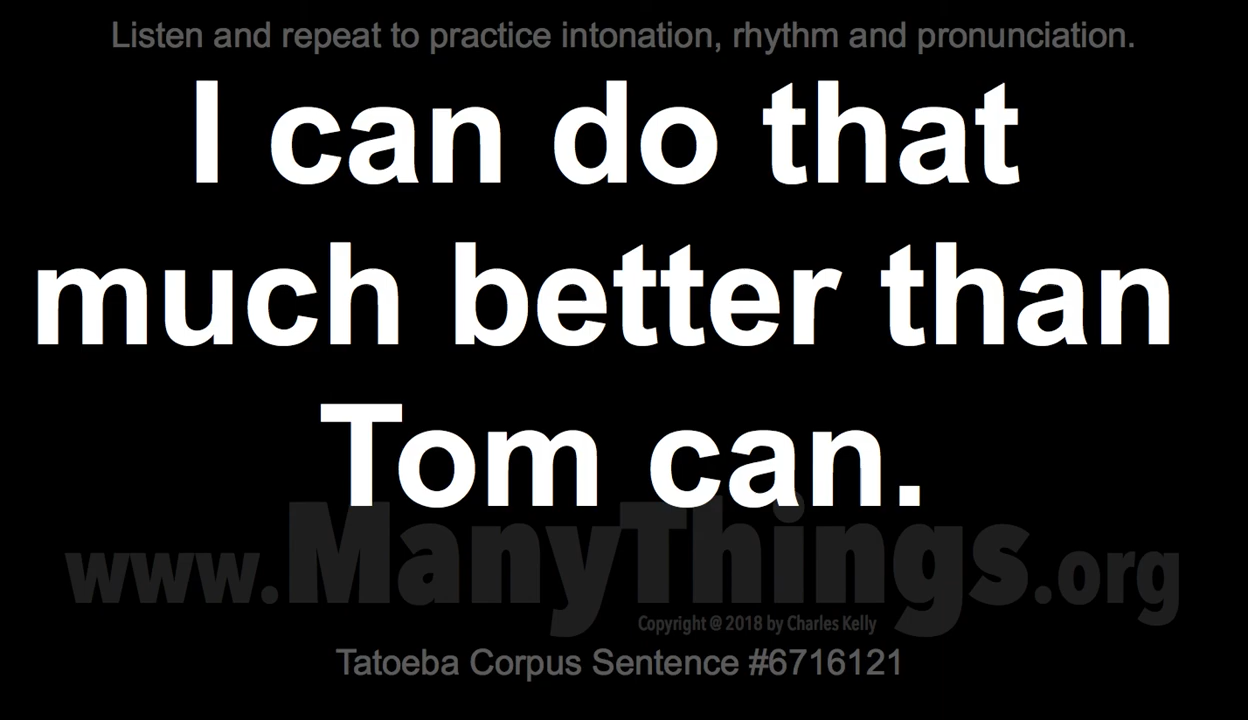 Listen and repeat to practice intonation, rhythm and pronunciation.
I can do that
much better than
Tom can.
www.ManyThings.org
Copyright @ 2018 by Charles Kelly
Tatoeba Corpus Sentence #6716121